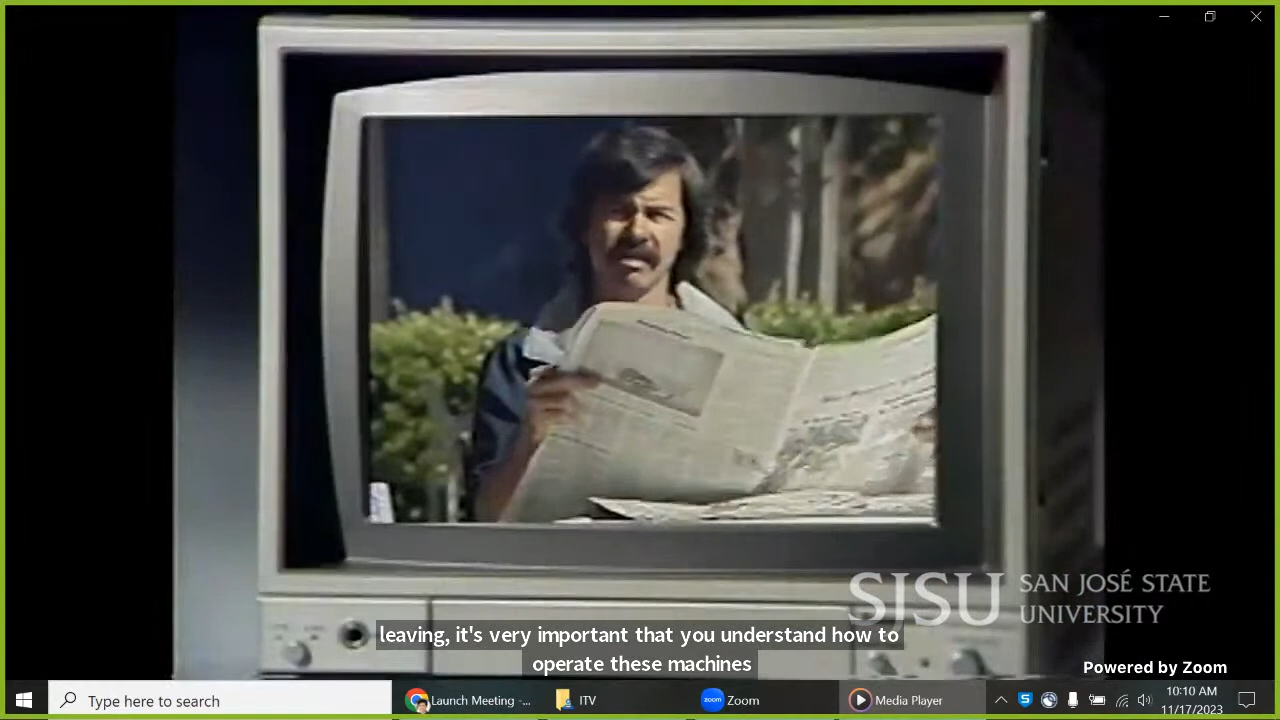 SJSU SAN JOSÉ STATE
UNIVERSITY
leaving, it's very important that you understand how to
operate these machines
Powered by Zoom
Type here to search
Launch Meeting -...
ITV
zoom
Zoom
Media Player
S
10:10 AM
11/17/2023